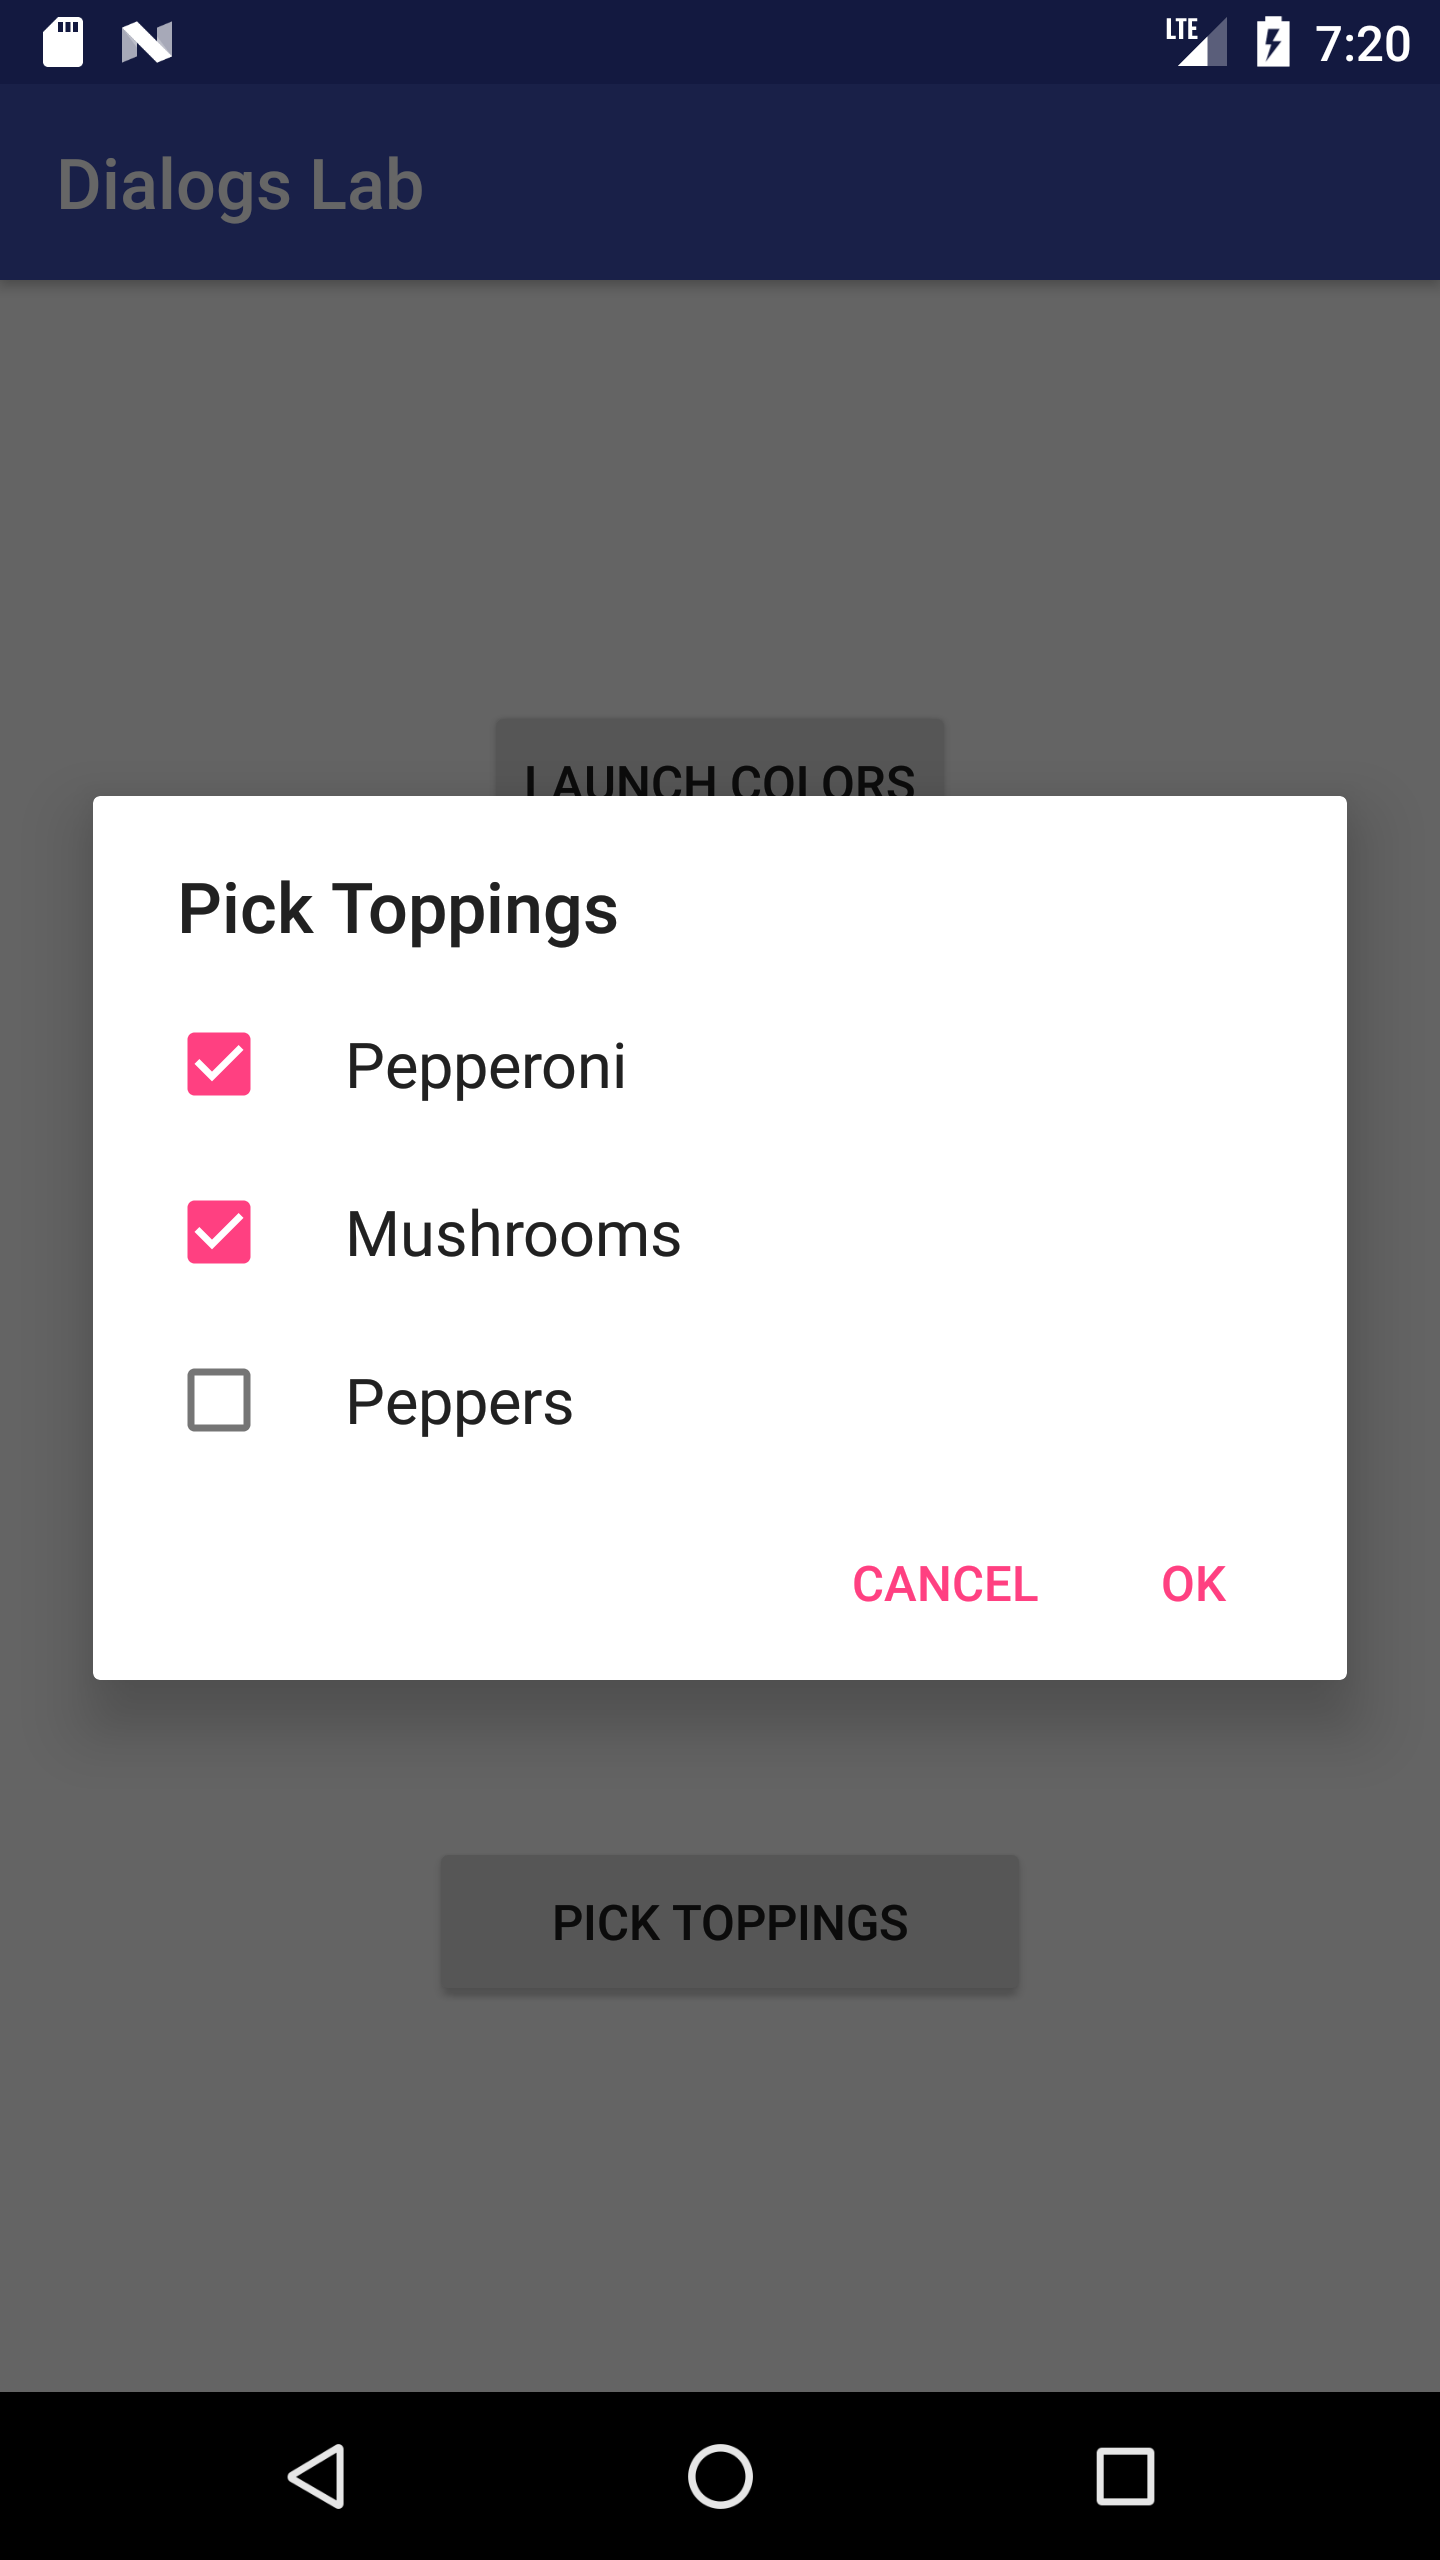 LTE 7:20
Dialogs Lab
LAUNCH COLORS
Pick Toppings
Pepperoni
Mushrooms
Peppers
CANCEL OK
PICK TOPPINGS